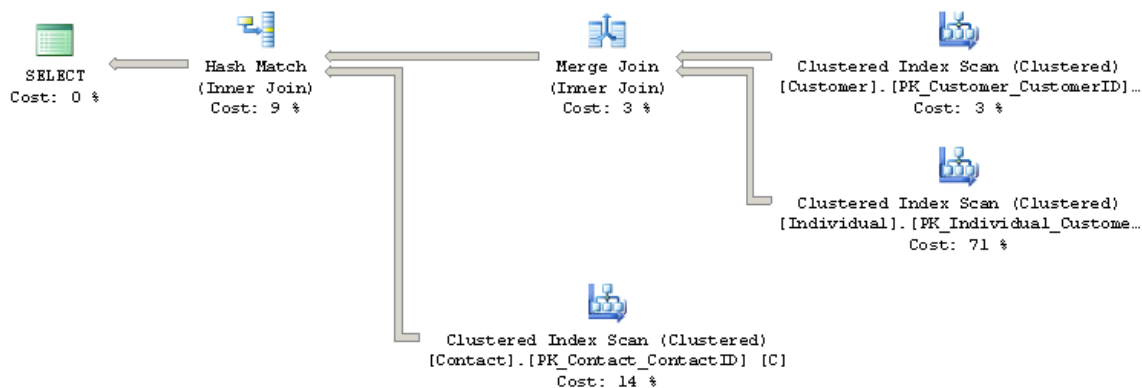 SELECT
Cost: 0 %
Hash Match
(Inner Join)
Cost: 9 %
Merge Join
(Inner Join)
Cost: 3 %
Clustered Index Scan (Clustered)
[Customer].[PK_Customer_CustomerID]…
Cost: 3 %
Clustered Index Scan (Clustered)
[Individual].[PK_Individual_Custome…
Cost: 71 %
Clustered Index Scan (Clustered)
[Contact].[PK_Contact_ContactID] [C]
Cost: 14 %